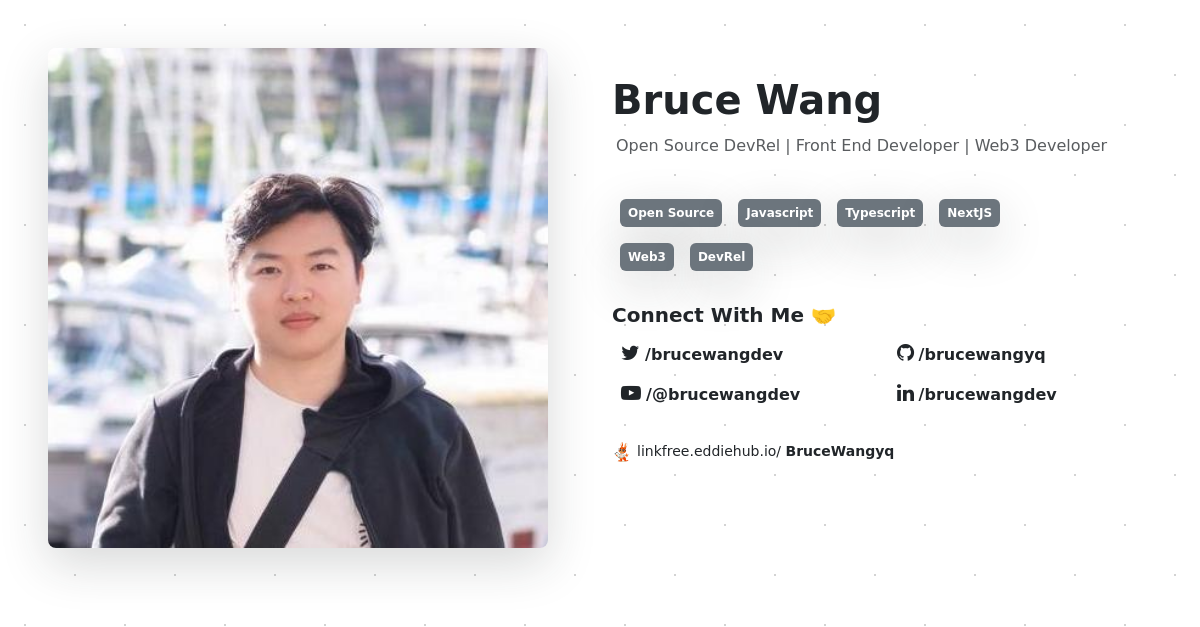 Bruce Wang
Open Source DevRel | Front End Developer | Web3 Developer
Open Source Javascript Typescript NextJS
Web3 DevRel
Connect With Me 🤝
/brucewangdev /brucewangyq
/@brucewangdev /brucewangdev
linkfree.eddiehub.io/ BruceWangyq